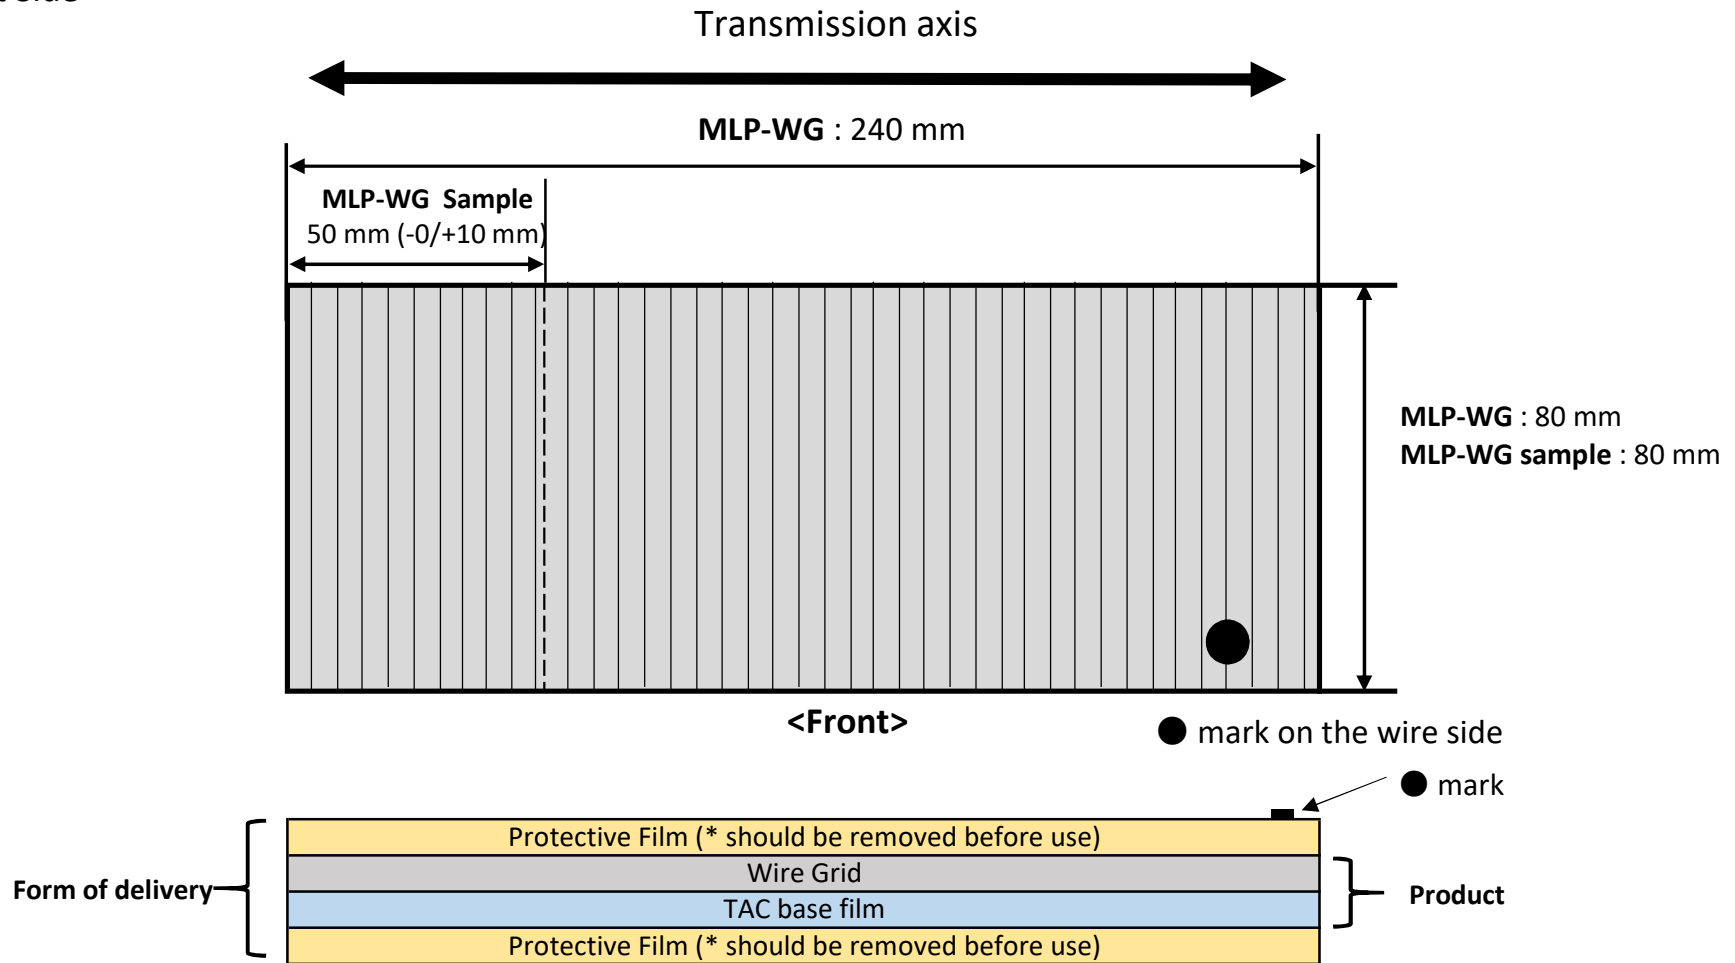 Transmission axis
MLP-WG : 240 mm
MLP-WG Sample
50 mm (-0/+10 mm)
MLP-WG : 80 mm
MLP-WG sample : 80 mm
<Front>
● mark on the wire side
● mark
Protective Film (* should be removed before use)
Wire Grid
Form of delivery
Product
TAC base film
Protective Film (* should be removed before use)